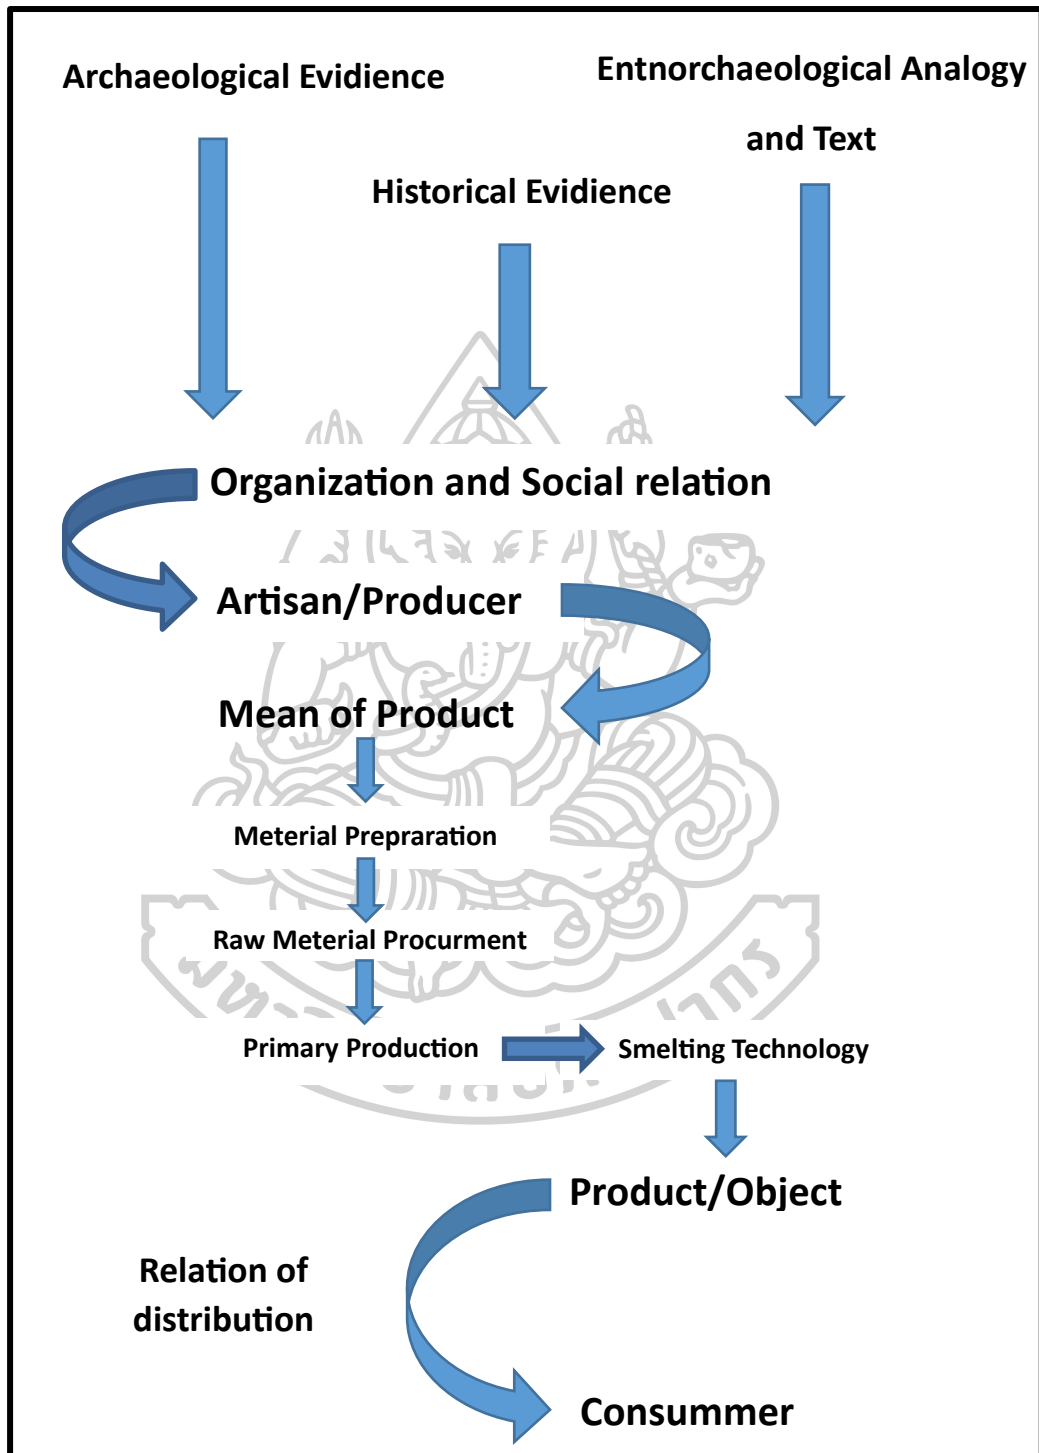 Archaeological Evidience
Entnorchaeological Analogy
and Text
Historical Evidience
Organization and Social relation
Artisan/Producer
Mean of Product
Meterial Prepraration
Raw Meterial Procurment
Primary Production
Smelting Technology
Product/Object
Relation of
distribution
Consummer